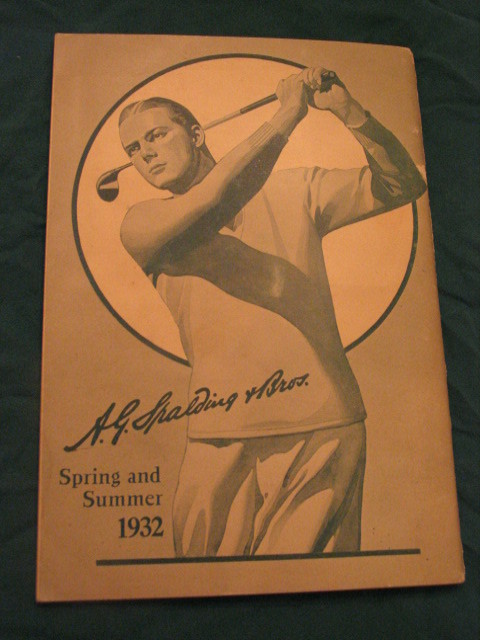 A. G. Spalding & Bros.
Spring and
Summer
1932